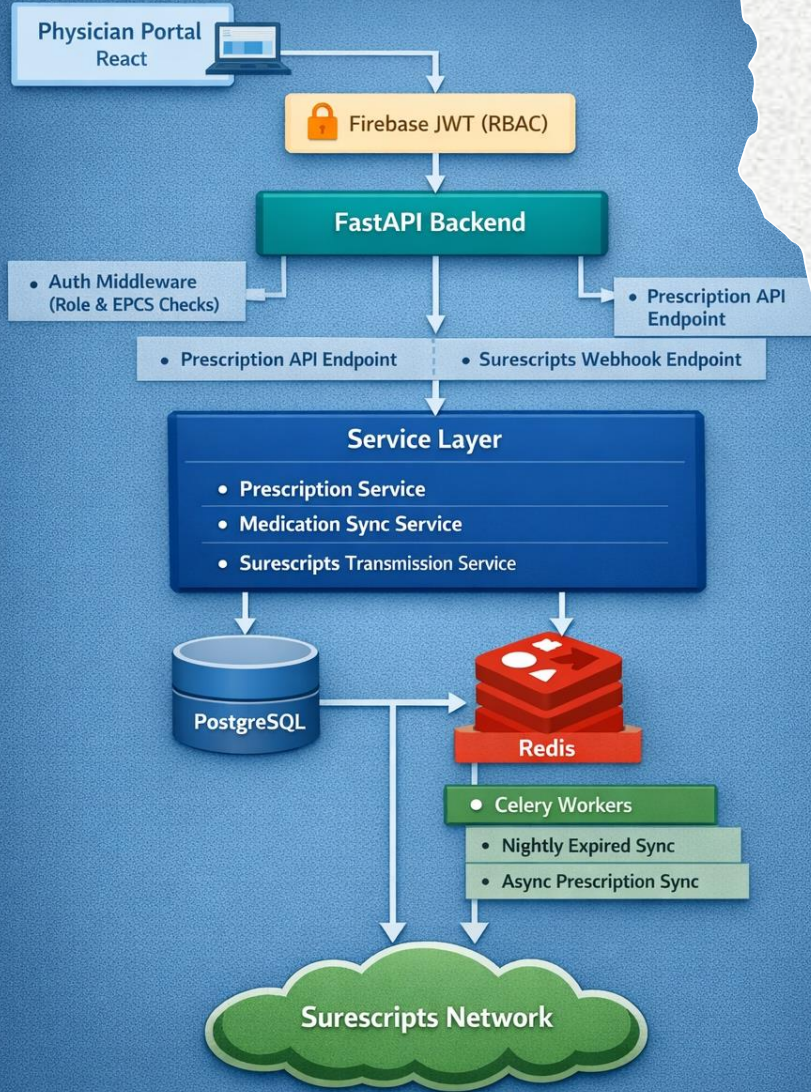 Physician Portal
React
Firebase JWT (RBAC)
FastAPI Backend
• Auth Middleware
(Role & EPCS Checks)
• Prescription API
Endpoint
• Prescription API Endpoint
• Surescripts Webhook Endpoint
Service Layer
• Prescription Service
• Medication Sync Service
• Surescripts Transmission Service
PostgreSQL
Redis
• Celery Workers
• Nightly Expired Sync
• Async Prescription Sync
Surescripts Network